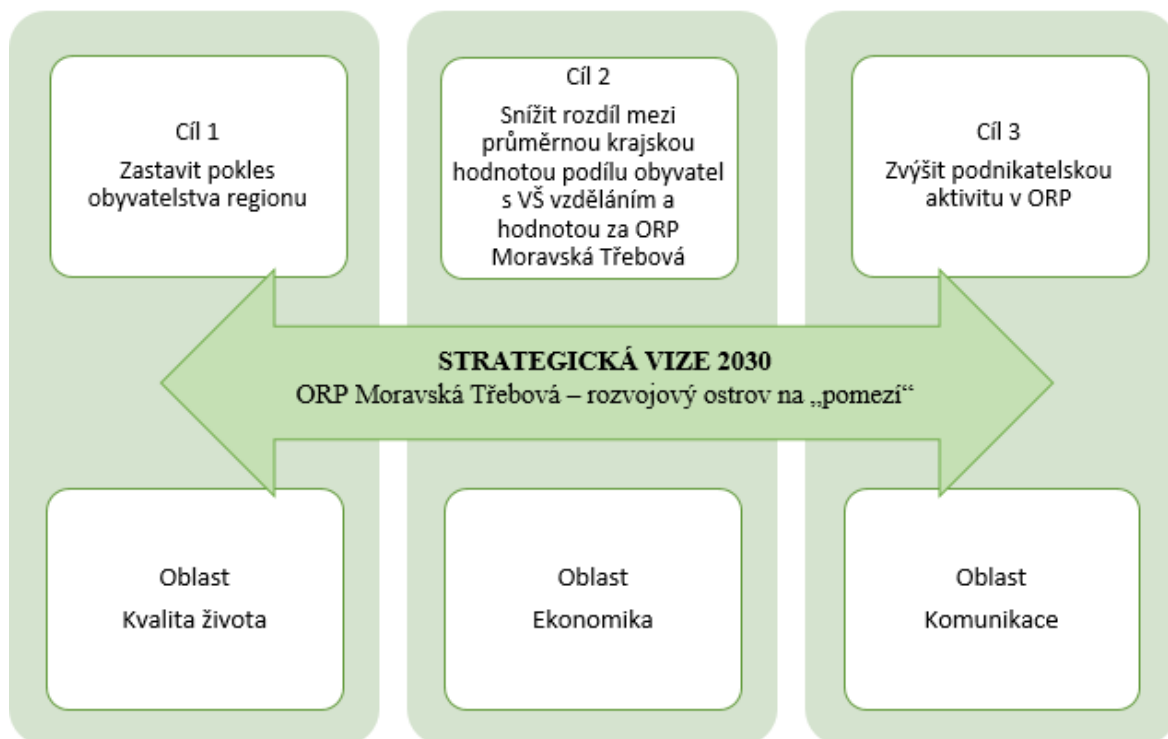 Cíl 1
Zastavit pokles
obyvatelstva regionu
Cíl 2
Snížit rozdíl mezi
průměrnou krajskou
hodnotou podílu obyvatel
s VŠ vzděláním a
hodnotou za ORP
Moravská Třebová
Cíl 3
Zvýšit podnikatelskou
aktivitu v ORP
STRATEGICKÁ VIZE 2030
ORP Moravská Třebová – rozvojový ostrov na „pomezí“
Oblast
Kvalita života
Oblast
Ekonomika
Oblast
Komunikace